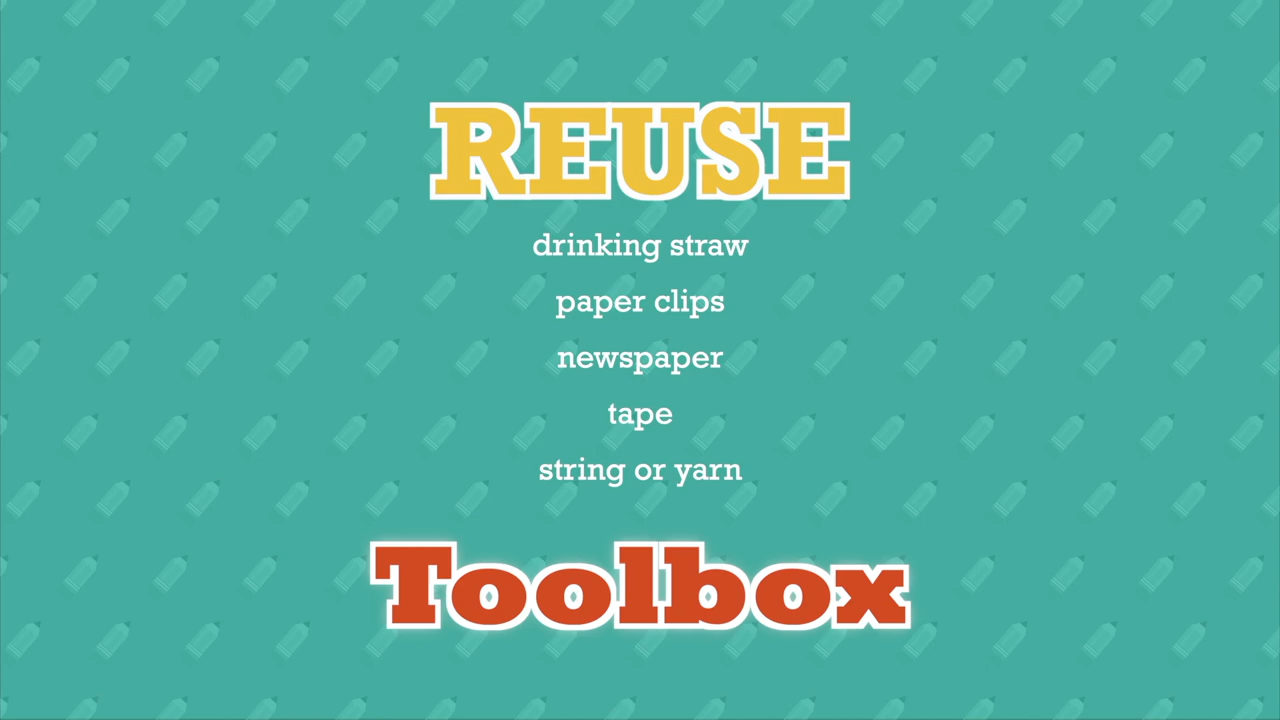 REUSE
drinking straw
paper clips
newspaper
tape
string or yarn
Toolbox